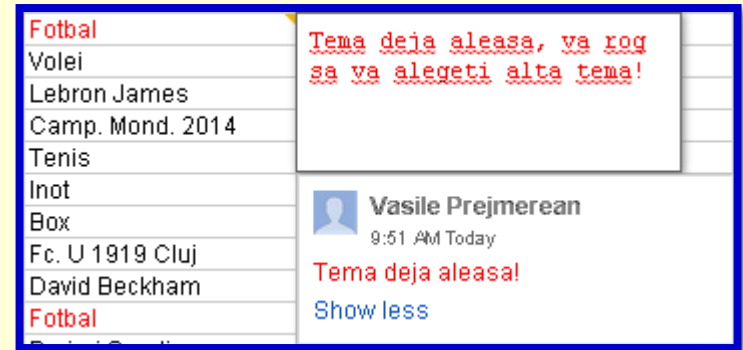 Fotbal
Volei
Lebron James
Camp. Mond. 2014
Tenis
Inot
Box
Fc. U 1919 Cluj
David Beckham
Fotbal
Tema deja aleasa, va rog
sa va alegeti alta tema!
Vasile Prejmerean
9:51 AM Today
Tema deja aleasa!
Show less